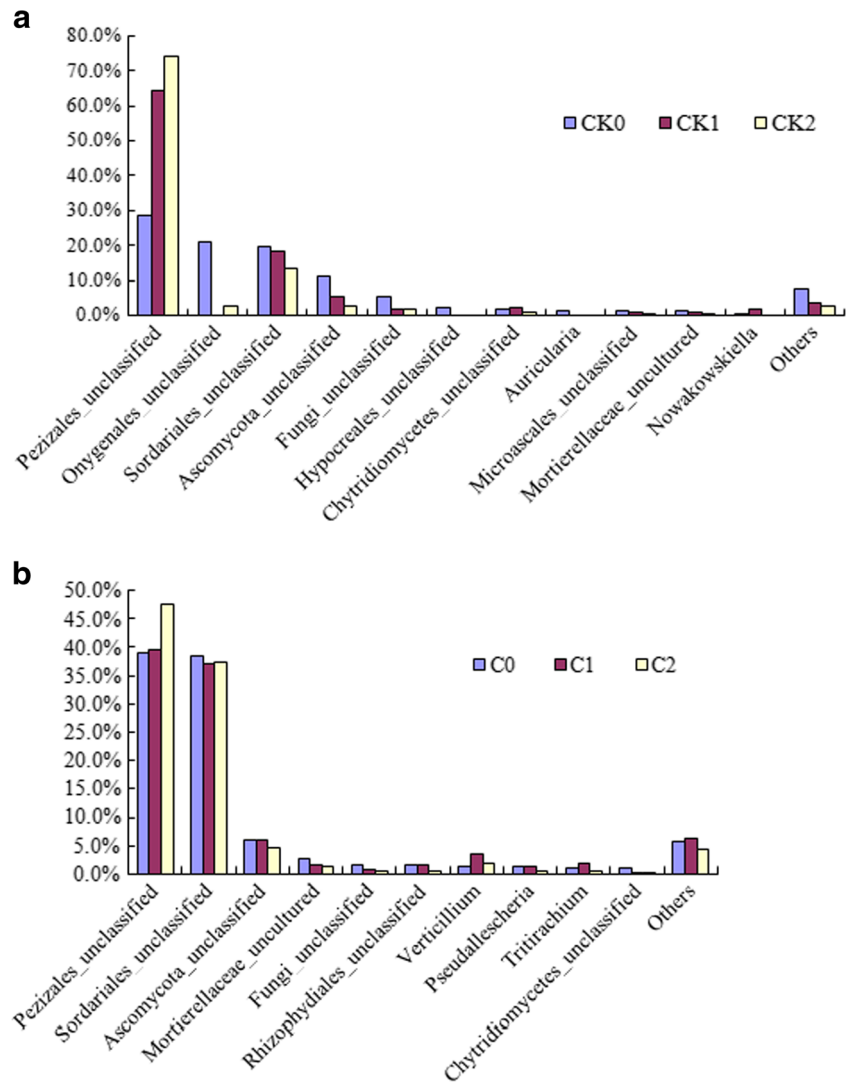 a
80.0%
70.0%
60.0%
50.0%
40.0%
30.0%
20.0%
10.0%
0.0%
CK0 CK1 CK2
Pezizales_unclassified
Onygenales_unclassified
Sordariales_unclassified
Ascomycota_unclassified
Fungi_unclassified
Hypocreales_unclassified
Chytridiomycetes_unclassified
Auricularia
Microascales_unclassified
Mortierellaceae_uncultured
Nowakowskiella
Others
b
50.0%
45.0%
40.0%
35.0%
30.0%
25.0%
20.0%
15.0%
10.0%
5.0%
0.0%
C0 C1 C2
Pezizales_unclassified
Sordariales_unclassified
Ascomycota_unclassified
Mortierellaceae_uncultured
Fungi_unclassified
Rhizophydiales_unclassified
Verticillium
Pseudallescheria
Tritirachium
Chytridiomycetes_unclassified
Others